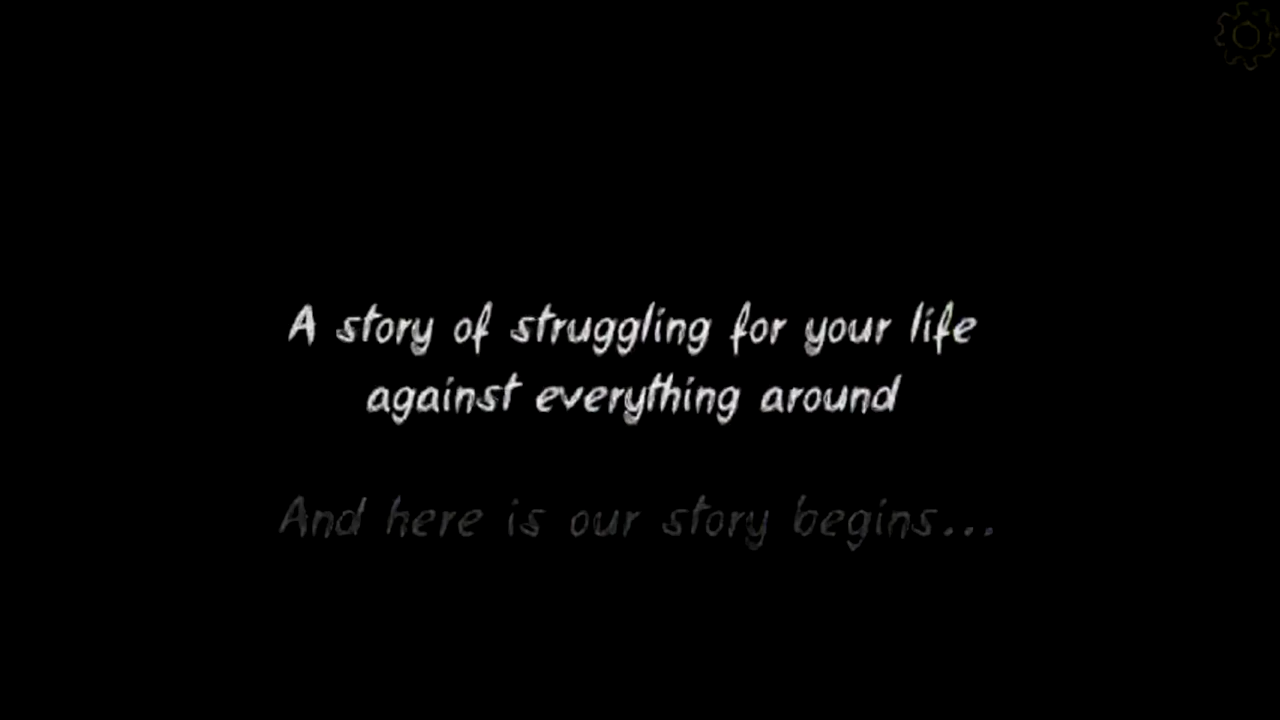 A story of struggling for your life
against everything around
And here is our story begins...